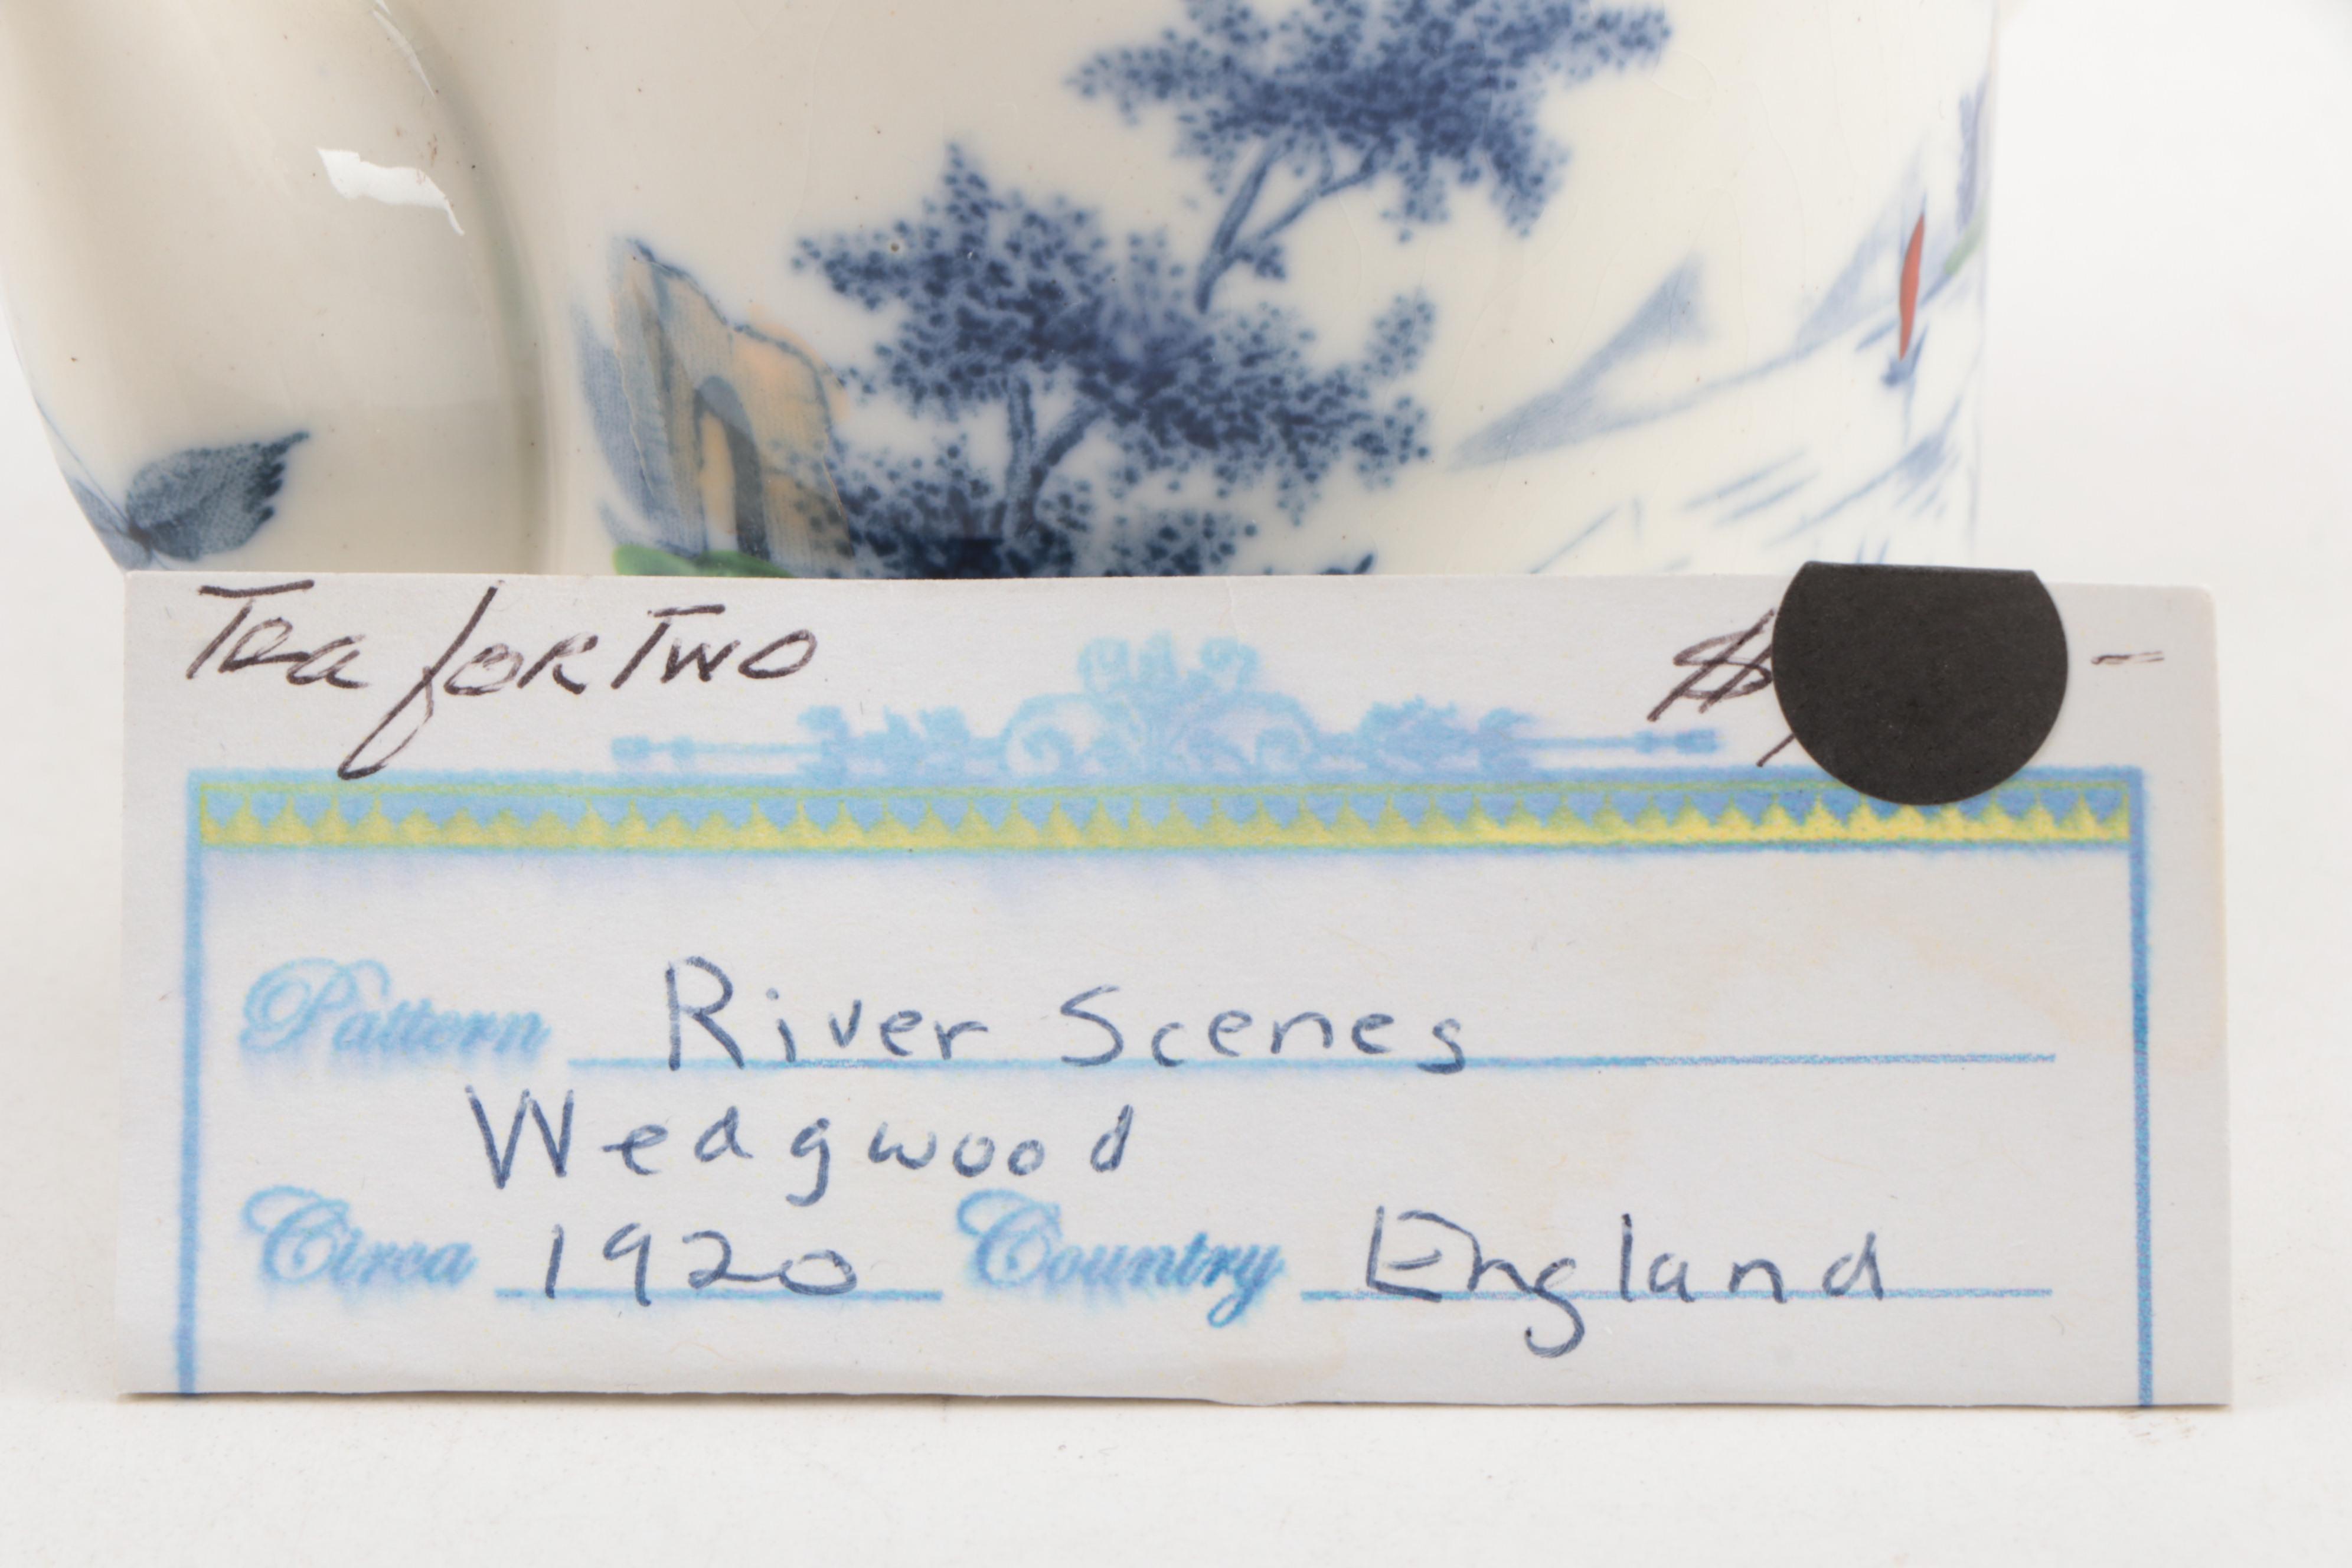 Tea for Two $ -
Pattern River Scenes
Wedgwood
Circa 1920 Country England